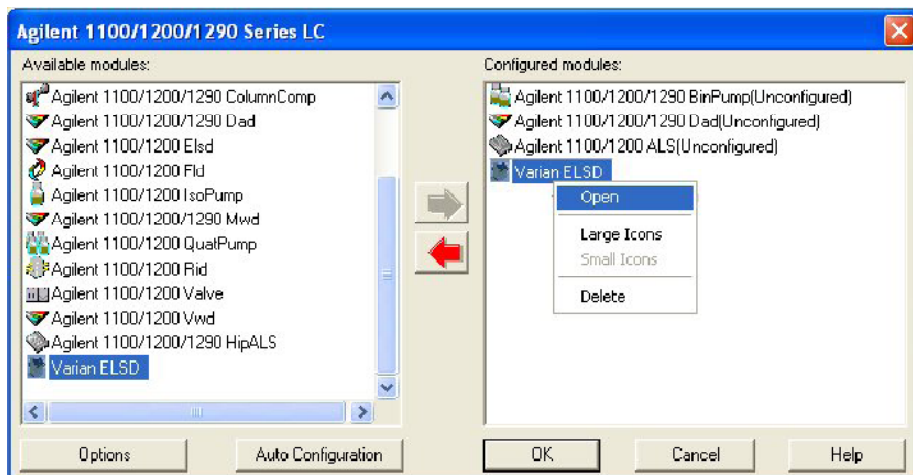 Agilent 1100/1200/1290 Series LC
Available modules:
Agilent 1100/1200/1290 ColumnComp
Agilent 1100/1200/1290 Dad
Agilent 1100/1200 Elsd
Agilent 1100/1200 Fld
Agilent 1100/1200 IsoPump
Agilent 1100/1200/1290 Mwd
Agilent 1100/1200 QuatPump
Agilent 1100/1200 Rid
Agilent 1100/1200 Valve
Agilent 1100/1200 Vwd
Agilent 1100/1200/1290 HipALS
Varian ELSD
Configured modules:
Agilent 1100/1200/1290 BinPump(Unconfigured)
Agilent 1100/1200/1290 Dad(Unconfigured)
Agilent 1100/1200 ALS(Unconfigured)
Varian ELSD
Open
Large Icons
Small Icons
Delete
Options
Auto Configuration
OK
Cancel
Help